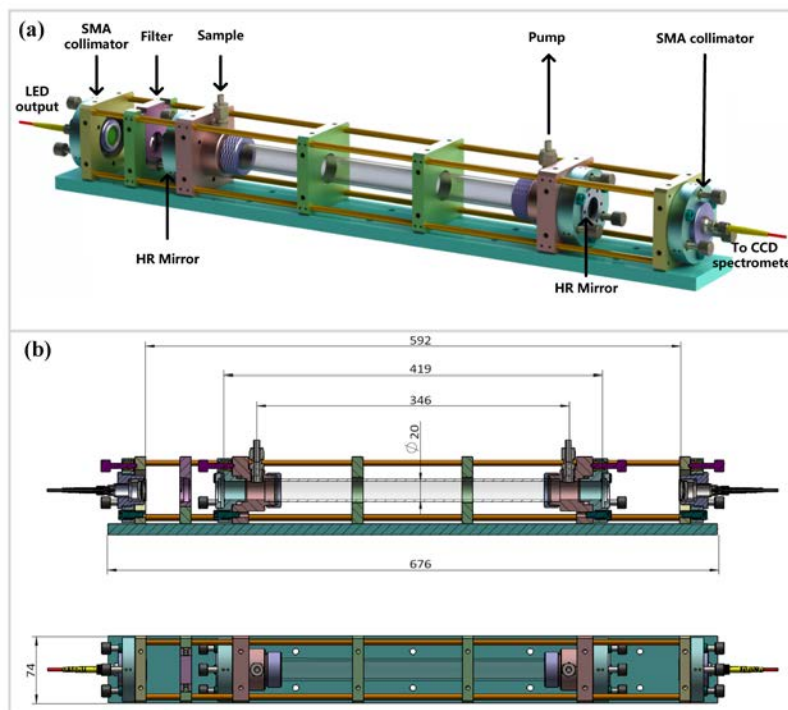 (a)
SMA
collimator
Filter
Sample
Pump
SMA collimator
LED
output
HR Mirror
HR Mirror
To CCD
spectromete
(b)
592
419
346
∅ 20
676
74